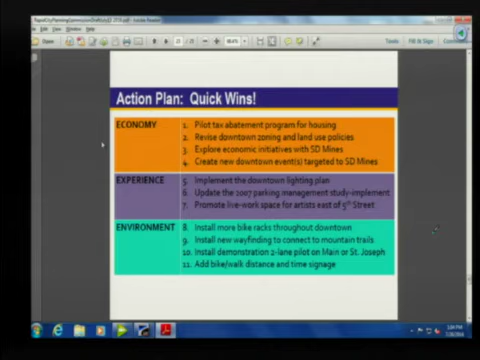 Action Plan: Quick Wins!
ECONOMY
1. Pilot tax abatement program for housing
2. Revise downtown zoning and land use policies
3. Explore economic initiatives with SD Mines
4. Create new downtown event(s) targeted to SD Mines
EXPERIENCE
5. Implement the downtown lighting plan
6. Update the 2007 parking management study-implement
7. Promote live-work space for artists east of 5th Street
ENVIRONMENT
8. Install more bike racks throughout downtown
9. Install new wayfinding to connect to mountain trails
10. Install demonstration 2-lane pilot on Main or St. Joseph
11. Add bike/walk distance and time signage